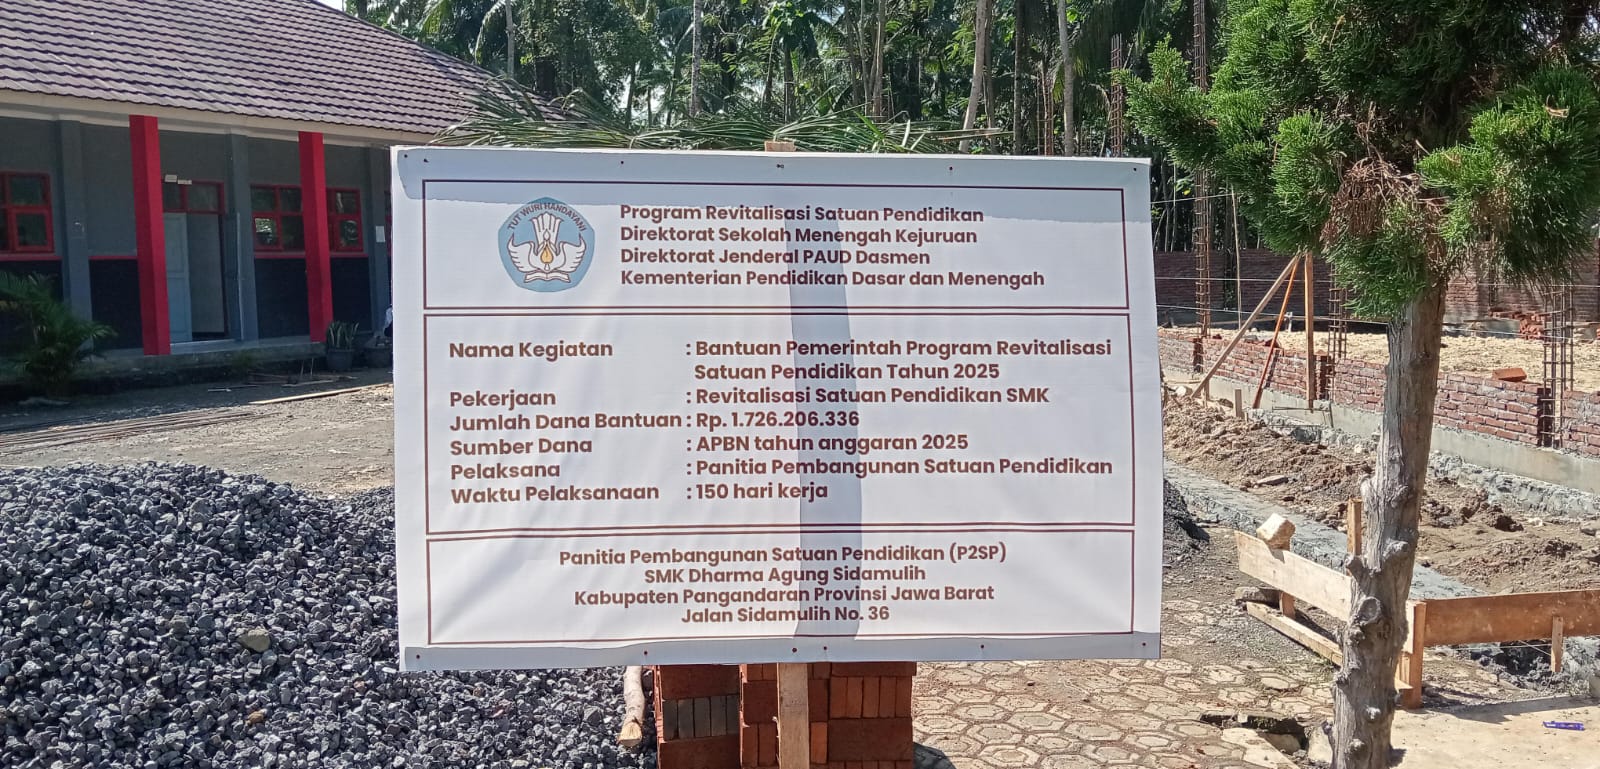 TUT WURI HANDAYANI
Program Revitalisasi Satuan Pendidikan
Direktorat Sekolah Menengah Kejuruan
Direktorat Jenderal PAUD Dasmen
Kementerian Pendidikan Dasar dan Menengah
Nama Kegiatan : Bantuan Pemerintah Program Revitalisasi
Satuan Pendidikan Tahun 2025
Pekerjaan : Revitalisasi Satuan Pendidikan SMK
Jumlah Dana Bantuan : Rp. 1.726.206.336
Sumber Dana : APBN tahun anggaran 2025
Pelaksana : Panitia Pembangunan Satuan Pendidikan
Waktu Pelaksanaan : 150 hari kerja
Panitia Pembangunan Satuan Pendidikan (P2SP)
SMK Dharma Agung Sidamulih
Kabupaten Pangandaran Provinsi Jawa Barat
Jalan Sidamulih No. 36